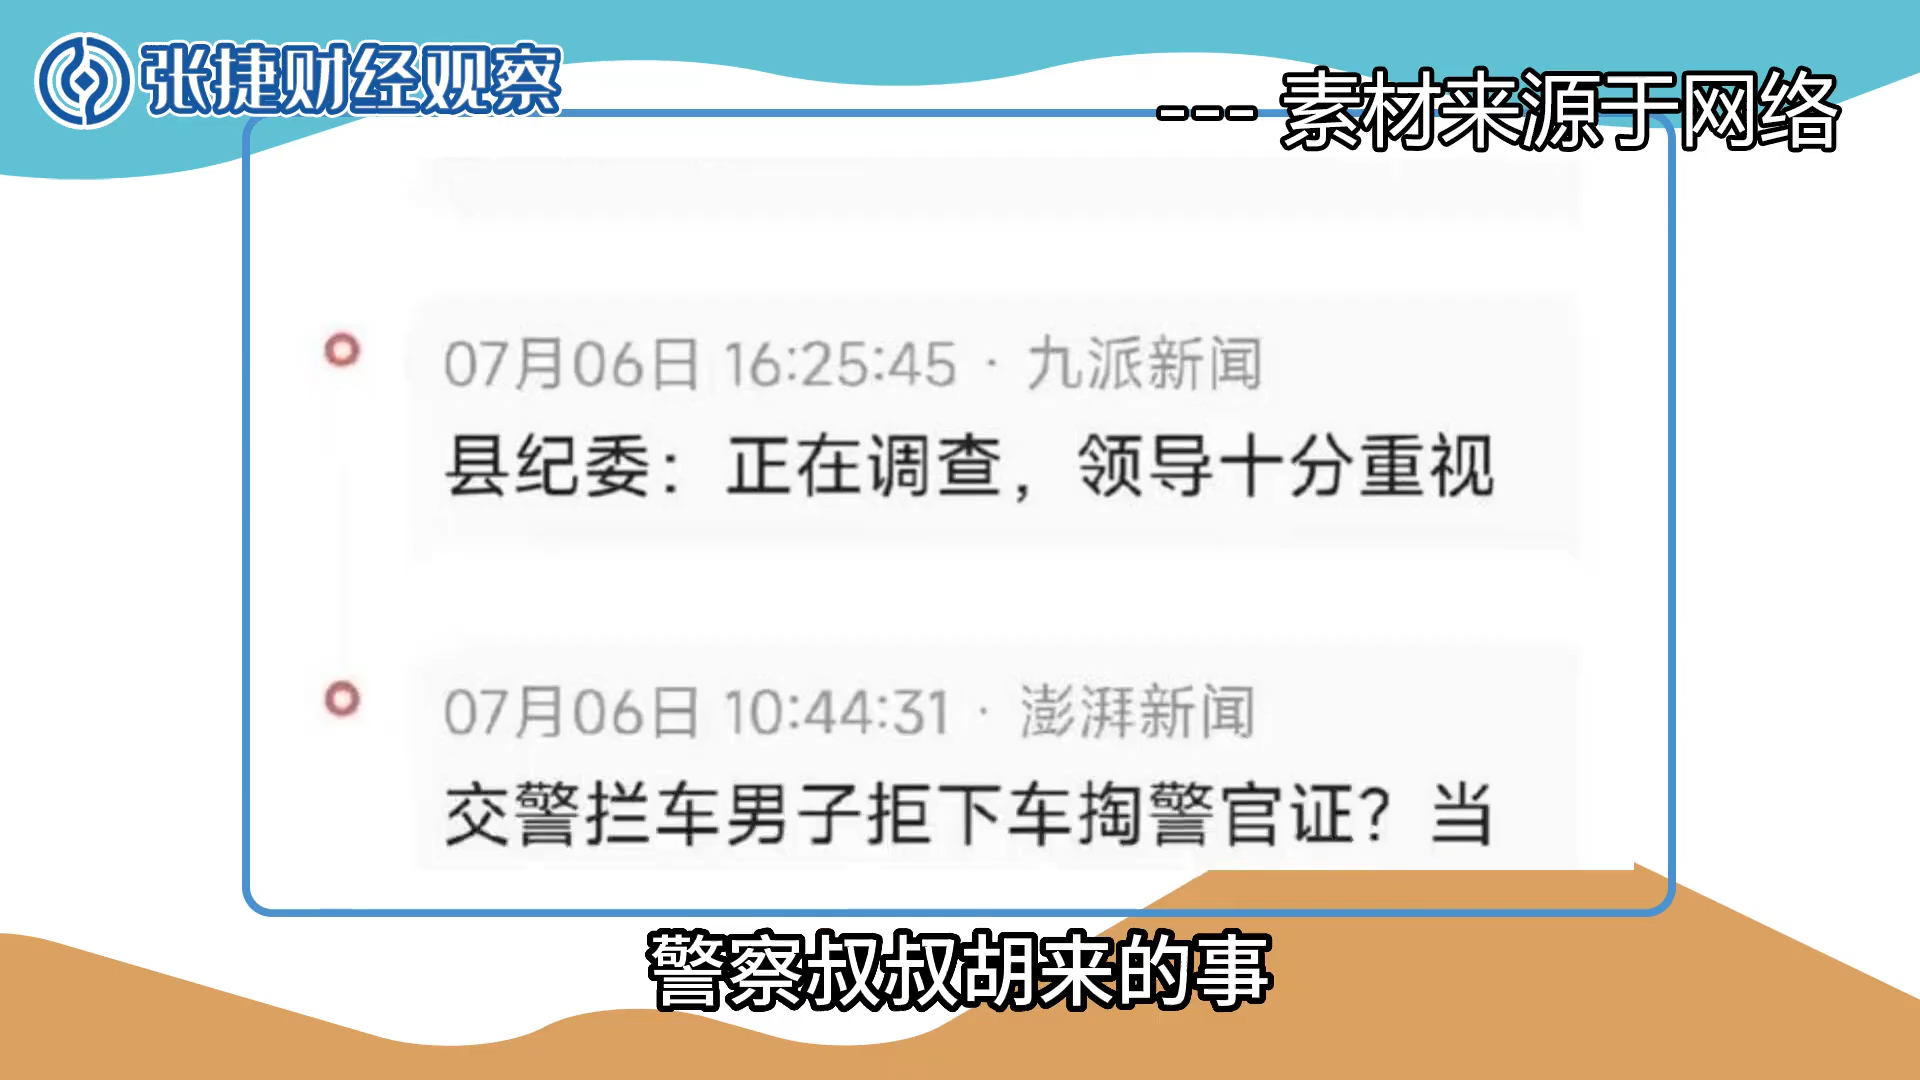 张捷财经观察
--- 素材来源于网络
07月06日 16:25:45 · 九派新闻
县纪委：正在调查，领导十分重视
07月06日 10:44:31 · 澎湃新闻
交警拦车男子拒下车掏警官证？当
警察叔叔胡来的事